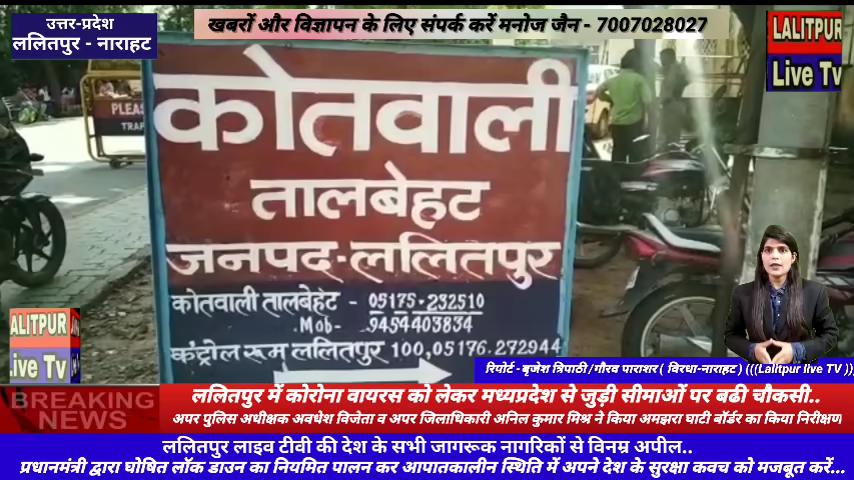 उत्तर-प्रदेश
ललितपुर - नाराहट
खबरों और विज्ञापन के लिए संपर्क करें मनोज जैन - 7007028027
LALITPUR
Live Tv
PLEAS
TRAF
कोतवाली
तालबेहट
जनपद-ललितपुर
कोतवाली तालबेहट - 05175-232510
Mob- 9454403834
कंट्रोल रूम ललितपुर 100,05176.272944
LALITPUR
Live Tv
रिपोर्ट - बृजेश त्रिपाठी /गौरव पाराशर ( विरधा-नाराहट ) (((Lalitpur live TV ))
BREAKING
NEWS
ललितपुर में कोरोना वायरस को लेकर मध्यप्रदेश से जुड़ी सीमाओं पर बढी चौकसी..
अपर पुलिस अधीक्षक अवधेश विजेता व अपर जिलाधिकारी अनिल कुमार मिश्र ने किया अमझरा घाटी बॉर्डर का किया निरीक्षण
ललितपुर लाइव टीवी की देश के सभी जागरूक नागरिकों से विनम्र अपील..
प्रधानमंत्री द्वारा घोषित लॉक डाउन का नियमित पालन कर आपातकालीन स्थिति में अपने देश के सुरक्षा कवच को मजबूत करें...